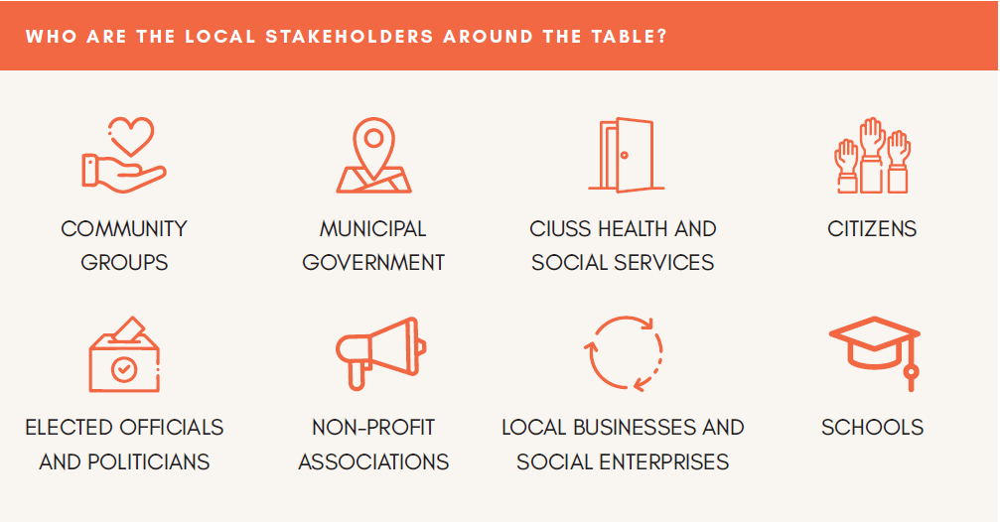 WHO ARE THE LOCAL STAKEHOLDERS AROUND THE TABLE?
COMMUNITY
GROUPS
MUNICIPAL
GOVERNMENT
CIUSS HEALTH AND
SOCIAL SERVICES
CITIZENS
ELECTED OFFICIALS
AND POLITICIANS
NON-PROFIT
ASSOCIATIONS
LOCAL BUSINESSES AND
SOCIAL ENTERPRISES
SCHOOLS